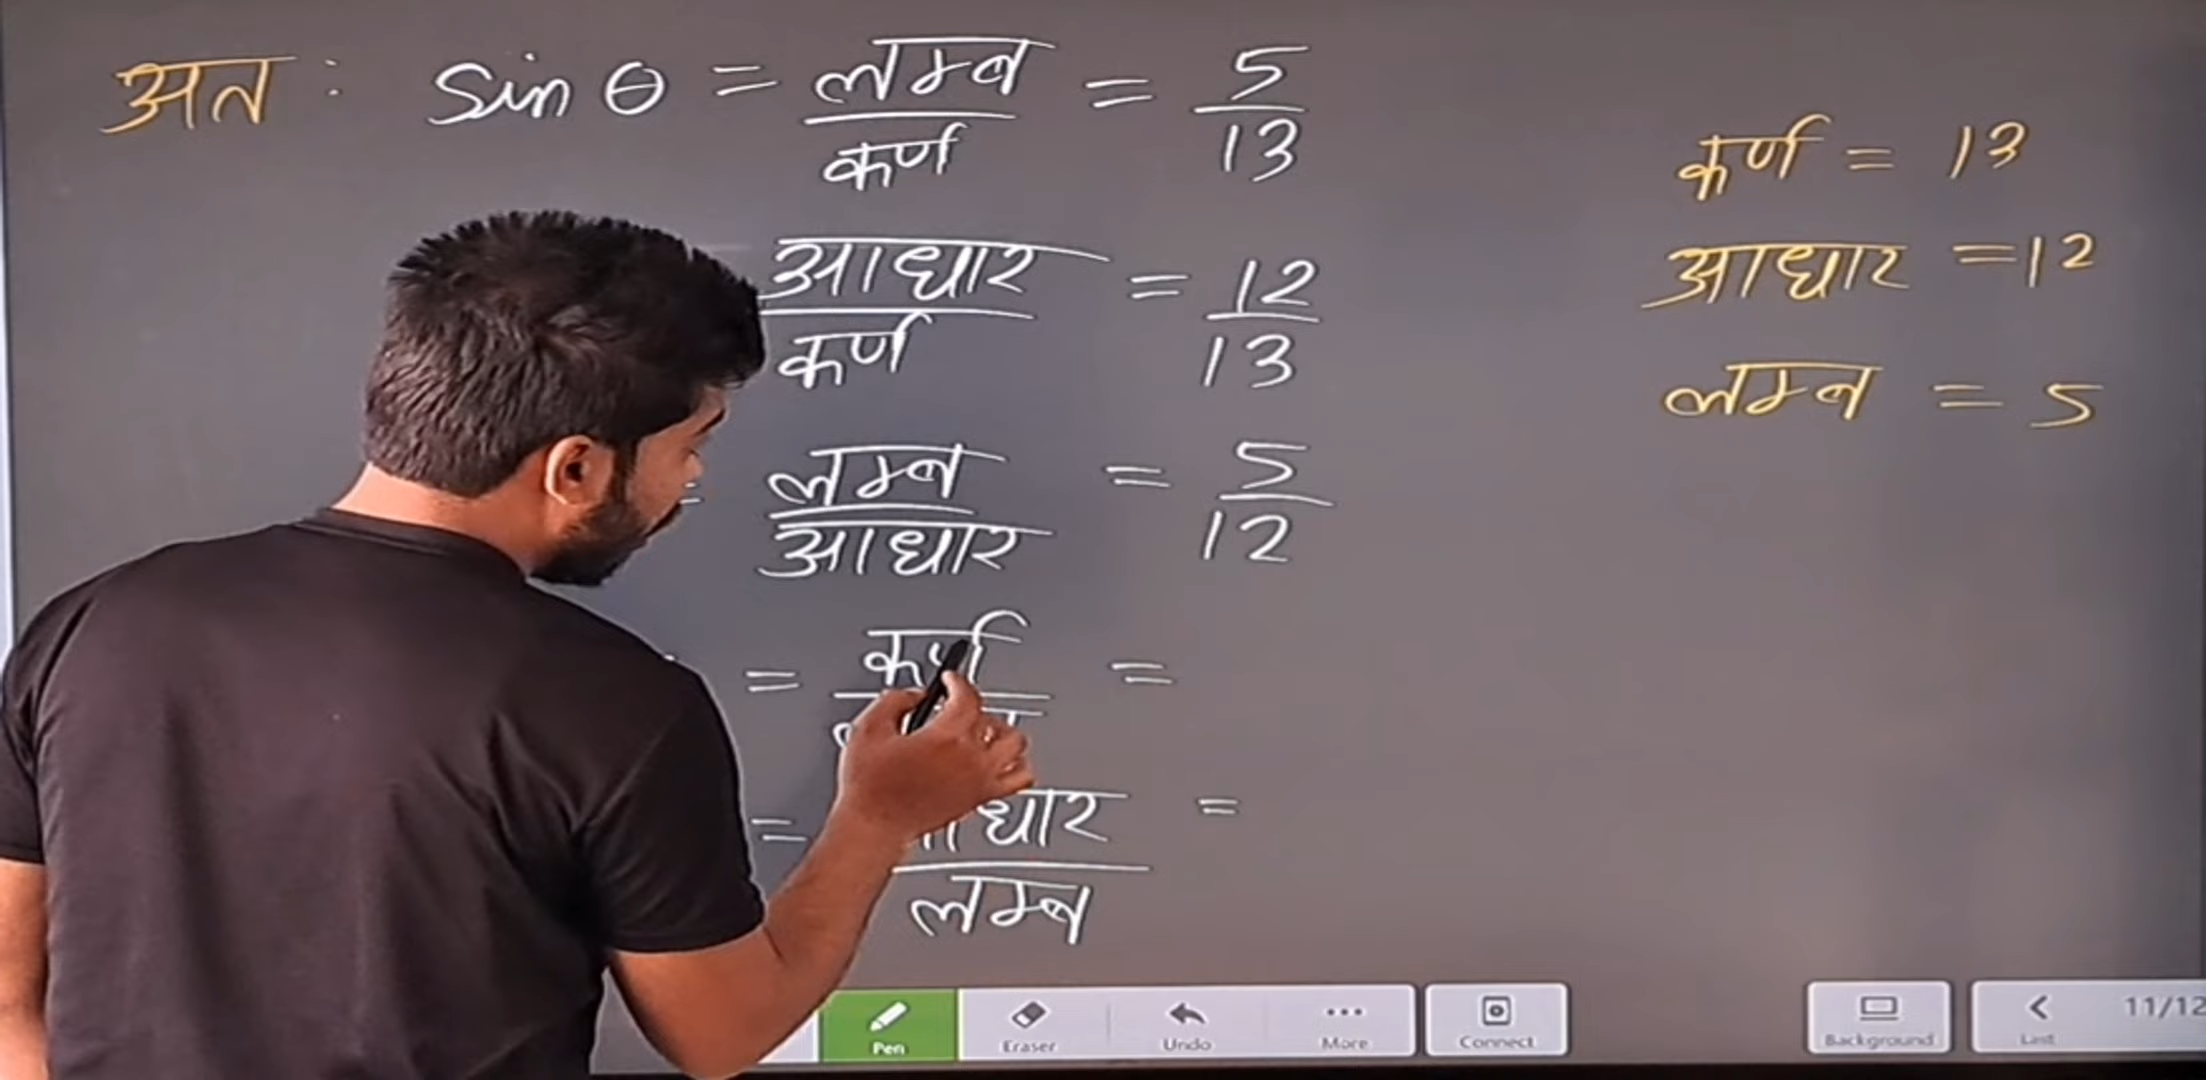 अत : sin θ = लम्ब / कर्ण = 5 / 13
आधार / कर्ण = 12 / 13
= लम्ब / आधार = 5 / 12
= कर्ण =
= =
लम्ब
कर्ण = 13
आधार = 12
लम्ब = 5
Pen Eraser Undo More Connect Background Last 11/12